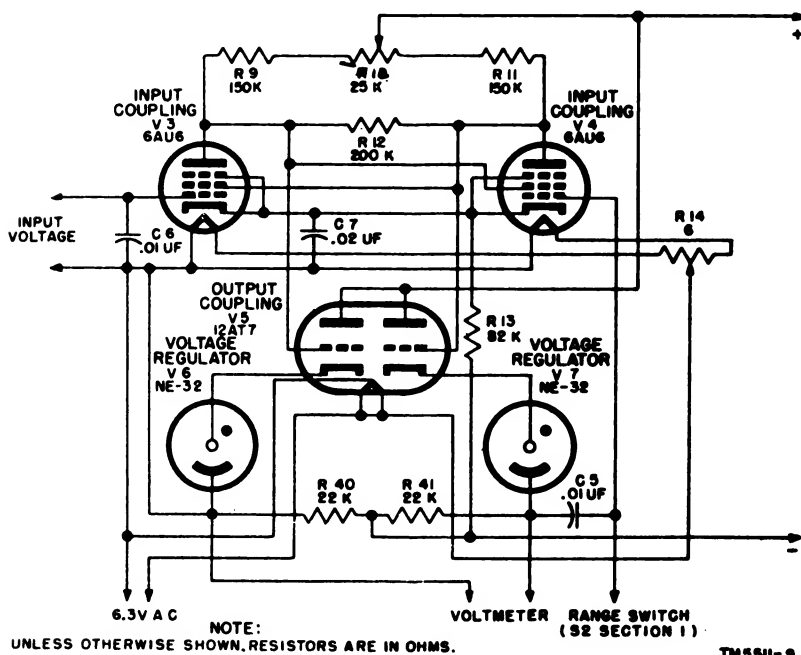 +
R 9
150 K
R 18
25 K
R 11
150 K
INPUT
COUPLING
V 3
6AU6
INPUT
COUPLING
V 4
6AU6
R 12
200 K
INPUT
VOLTAGE
C 6
.01 UF
C 7
.02 UF
R 14
6
OUTPUT
COUPLING
V 5
12AT7
R 13
82 K
VOLTAGE
REGULATOR
V 6
NE-32
VOLTAGE
REGULATOR
V 7
NE-32
R 40
22 K
R 41
22 K
C 5
.01 UF
–
6.3V A C
VOLTMETER
RANGE SWITCH
(S2 SECTION 1)
NOTE:
UNLESS OTHERWISE SHOWN, RESISTORS ARE IN OHMS.